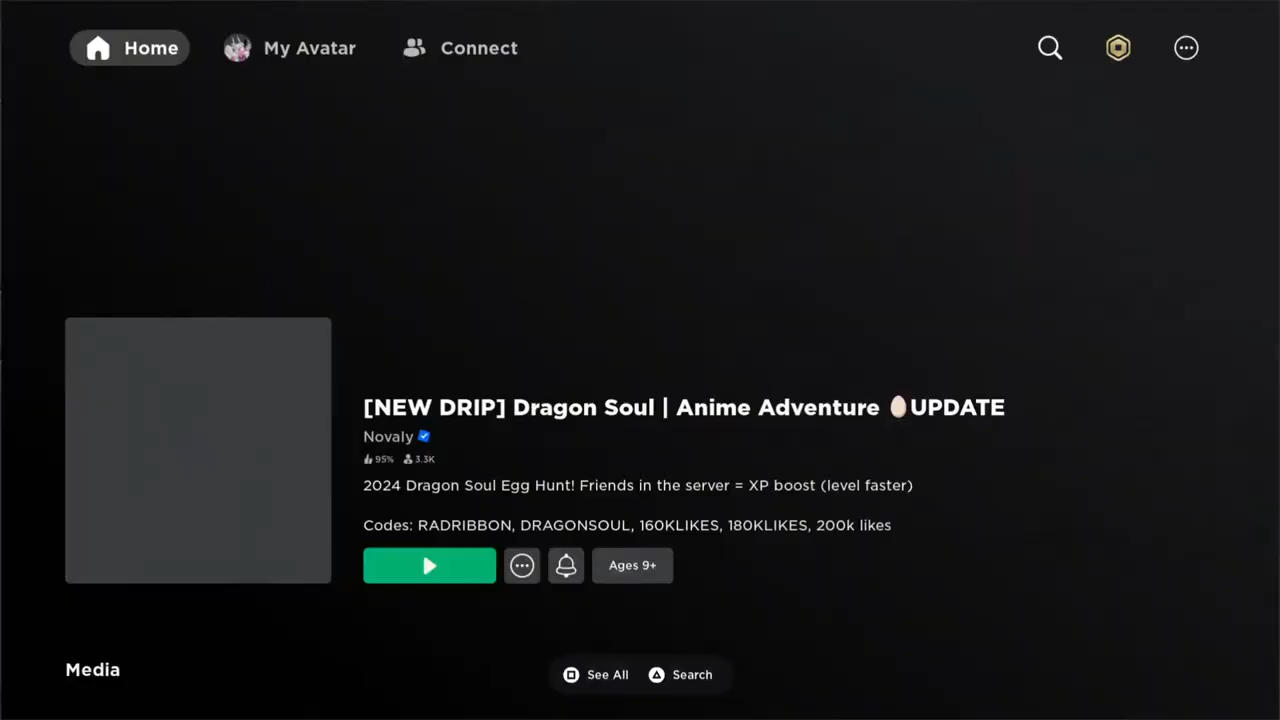 Home My Avatar Connect
[NEW DRIP] Dragon Soul | Anime Adventure 🥚UPDATE
Novaly
95% 3.3K
2024 Dragon Soul Egg Hunt! Friends in the server = XP boost (level faster)
Codes: RADRIBBON, DRAGONSOUL, 160KLIKES, 180KLIKES, 200k likes
Ages 9+
Media
See All Search